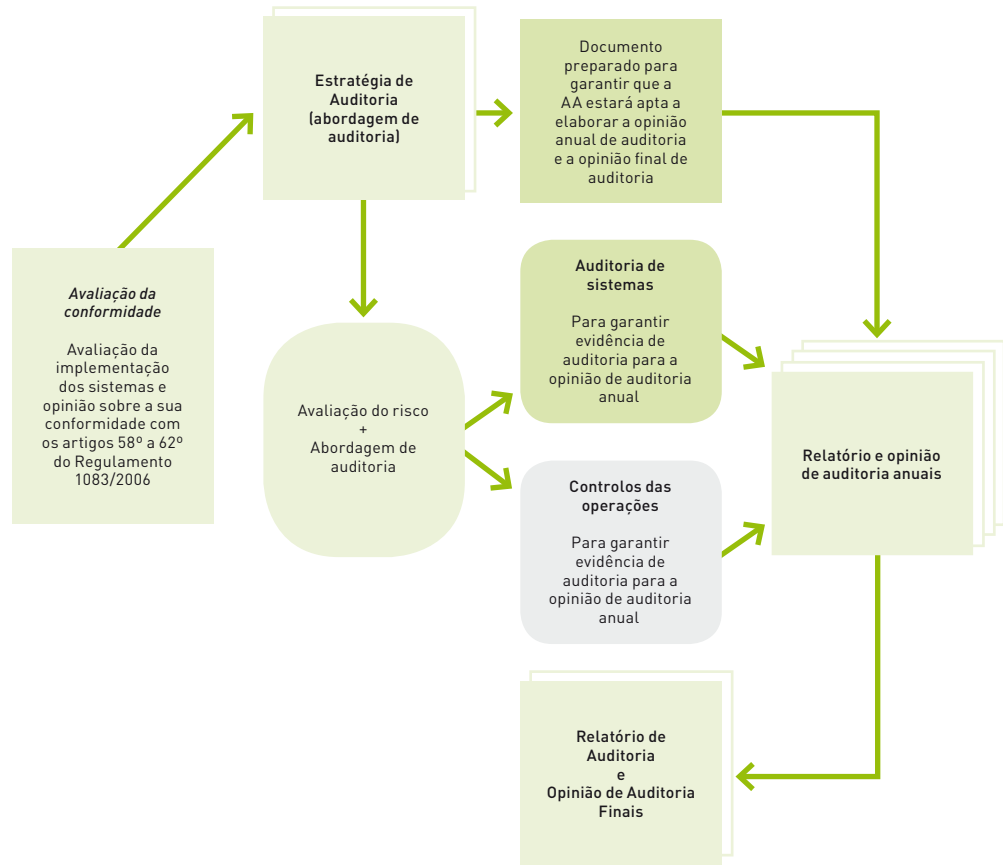 Estratégia de
Auditoria
(abordagem de
auditoria)
Documento
preparado para
garantir que a
AA estará apta a
elaborar a opinião
anual de auditoria
e a opinião final de
auditoria
Avaliação da
conformidade
Avaliação da
implementação
dos sistemas e
opinião sobre a sua
conformidade com
os artigos 58º a 62º
do Regulamento
1083/2006
Avaliação do risco
+
Abordagem de
auditoria
Auditoria de
sistemas
Para garantir
evidência de
auditoria para a
opinião de auditoria
anual
Controlos das
operações
Para garantir
evidência de
auditoria para a
opinião de auditoria
anual
Relatório e opinião
de auditoria anuais
Relatório de
Auditoria
e
Opinião de Auditoria
Finais